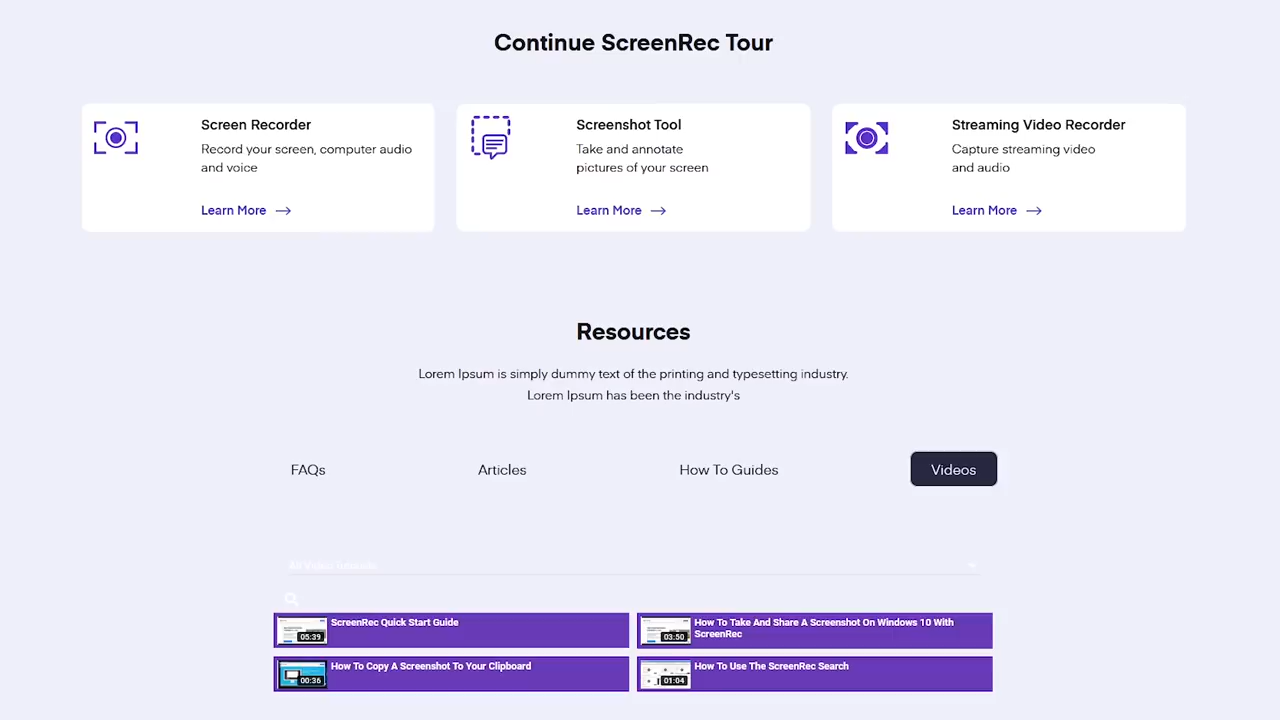 Continue ScreenRec Tour
Screen Recorder
Record your screen, computer audio
and voice
Learn More
Screenshot Tool
Take and annotate
pictures of your screen
Learn More
Streaming Video Recorder
Capture streaming video
and audio
Learn More
Resources
Lorem Ipsum is simply dummy text of the printing and typesetting industry.
Lorem Ipsum has been the industry's
FAQs
Articles
How To Guides
Videos
05:39
ScreenRec Quick Start Guide
03:50
How To Take And Share A Screenshot On Windows 10 With
ScreenRec
00:36
How To Copy A Screenshot To Your Clipboard
01:04
How To Use The ScreenRec Search